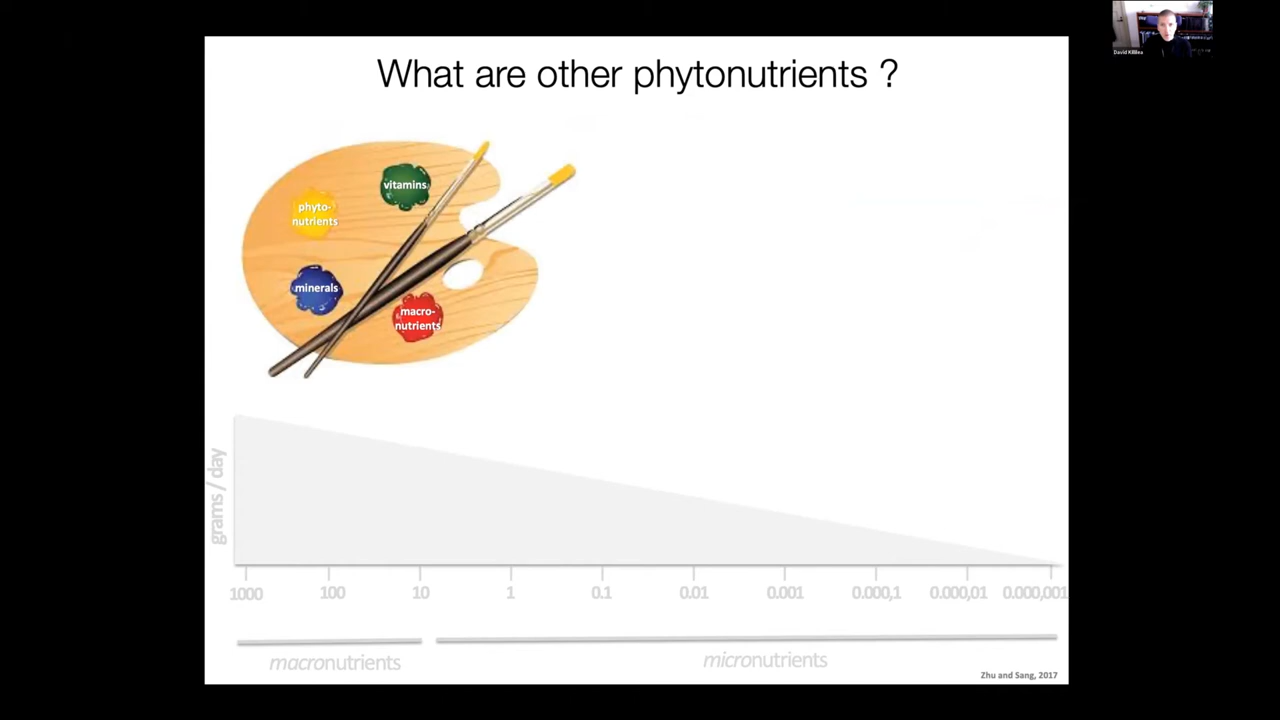 What are other phytonutrients ?
vitamins
phyto-
nutrients
minerals
macro-
nutrients
grams / day
1000 100 10 1 0.1 0.01 0.001 0.000,1 0.000,01 0.000,001
macronutrients micronutrients
Zhu and Sang, 2017